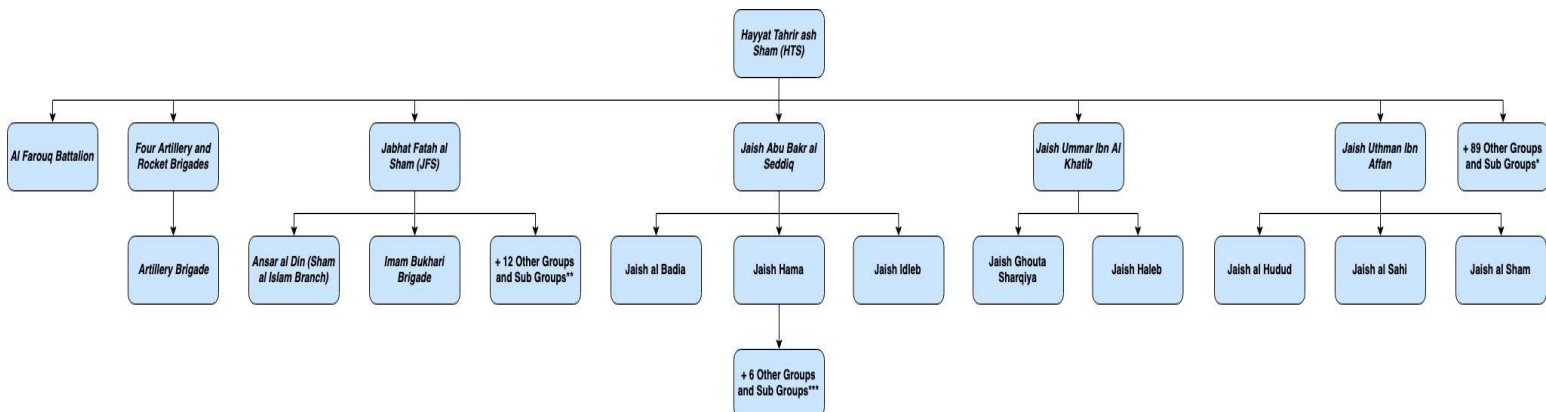 Hayyat Tahrir ash
Sham (HTS)
Al Farouq Battalion
Four Artillery and
Rocket Brigades
Jabhat Fatah al
Sham (JFS)
Jaish Abu Bakr al
Seddiq
Jaish Ummar Ibn Al
Khatib
Jaish Uthman Ibn
Affan
+ 89 Other Groups
and Sub Groups*
Artillery Brigade
Ansar al Din (Sham
al Islam Branch)
Imam Bukhari
Brigade
+ 12 Other Groups
and Sub Groups**
Jaish al Badia
Jaish Hama
Jaish Idleb
Jaish Ghouta
Sharqiya
Jaish Haleb
Jaish al Hudud
Jaish al Sahi
Jaish al Sham
+ 6 Other Groups
and Sub Groups***